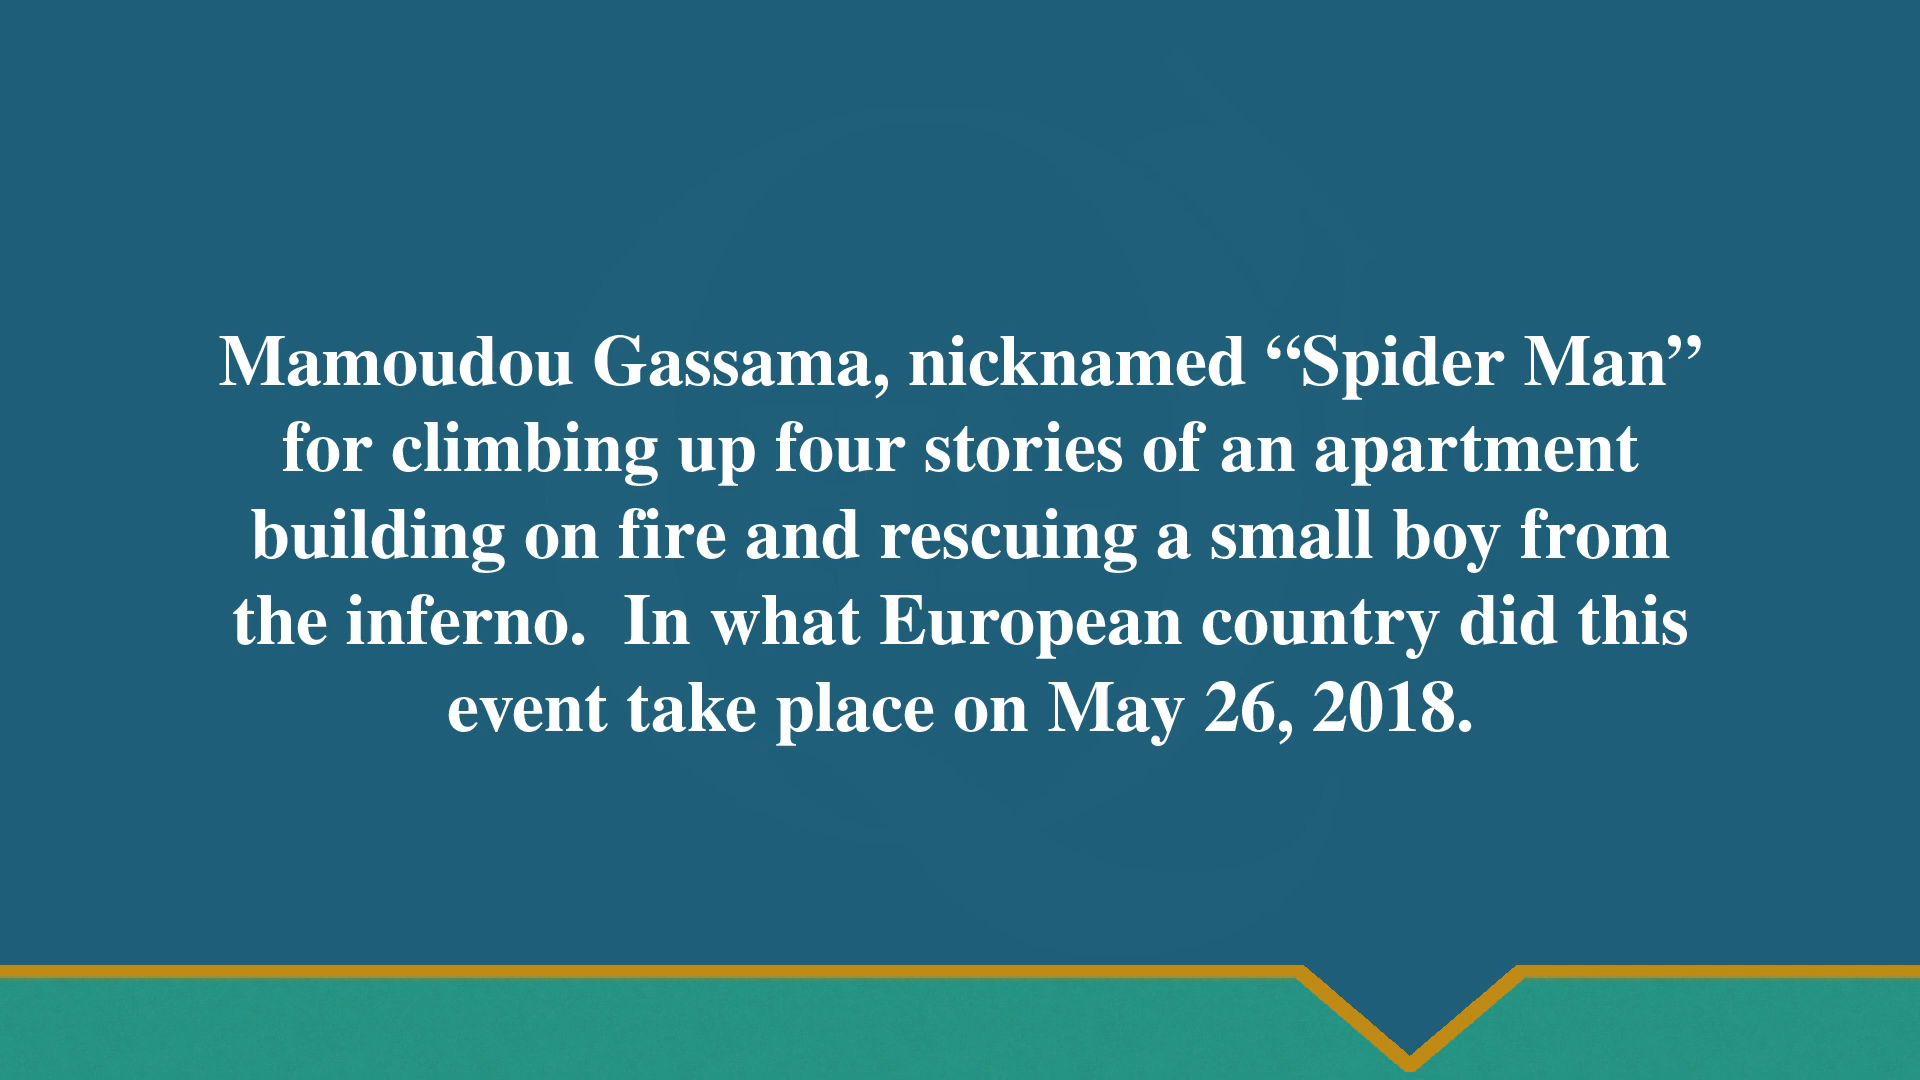 Mamoudou Gassama, nicknamed “Spider Man”
for climbing up four stories of an apartment
building on fire and rescuing a small boy from
the inferno.  In what European country did this
event take place on May 26, 2018.